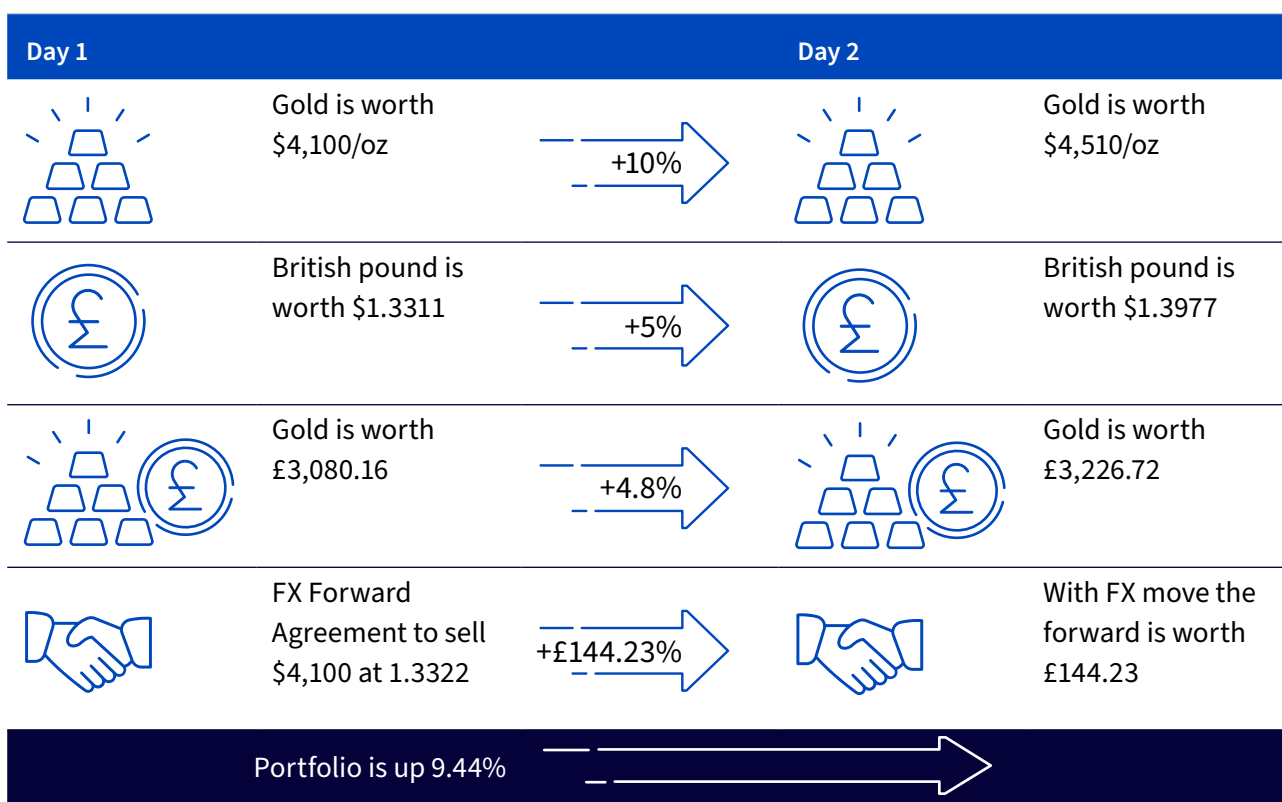 Day 1
Day 2
Gold is worth
$4,100/oz
+10%
Gold is worth
$4,510/oz
£
British pound is
worth $1.3311
+5%
£
British pound is
worth $1.3977
£
Gold is worth
£3,080.16
+4.8%
£
Gold is worth
£3,226.72
FX Forward
Agreement to sell
$4,100 at 1.3322
+£144.23%
With FX move the
forward is worth
£144.23
Portfolio is up 9.44%